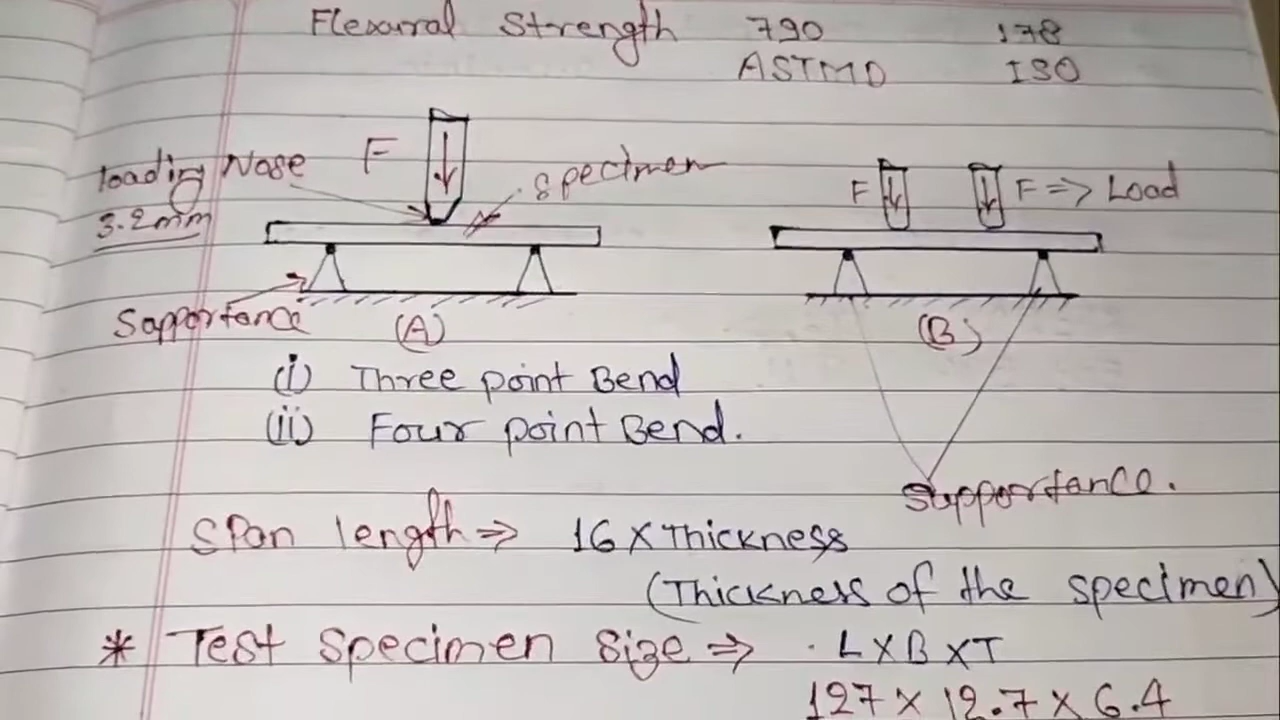 Flexural Strength 790 178
ASTMD ISO
loading Nose F specimen
3.2mm
F F => Load
Sapportance (A) (B)
(i) Three point Bend
(ii) Four point Bend.
Supportance.
Span length => 16 X Thickness
(Thickness of the specimen)
* Test Specimen Size => . L X B X T
127 X 12.7 X 6.4